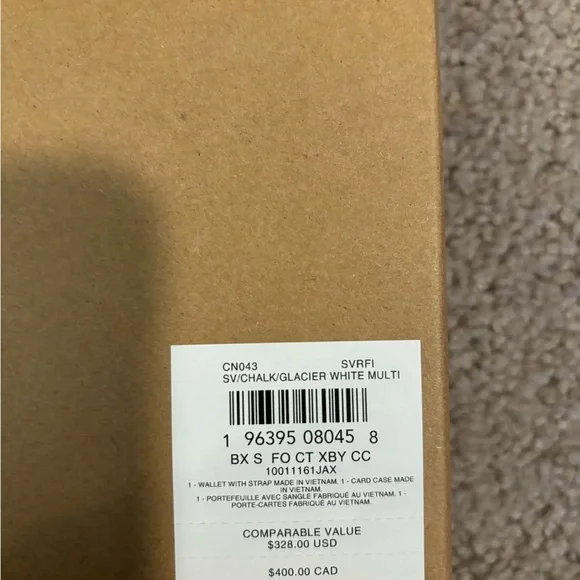 CN043 SVRFI
SV/CHALK/GLACIER WHITE MULTI
1 96395 08045 8
BX S FO CT XBY CC
10011161JAX
1 - WALLET WITH STRAP MADE IN VIETNAM. 1 - CARD CASE MADE
IN VIETNAM.
1 - PORTEFEUILLE AVEC SANGLE FABRIQUÉ AU VIETNAM. 1 -
PORTE-CARTES FABRIQUÉ AU VIETNAM.
COMPARABLE VALUE
$328.00 USD
$400.00 CAD